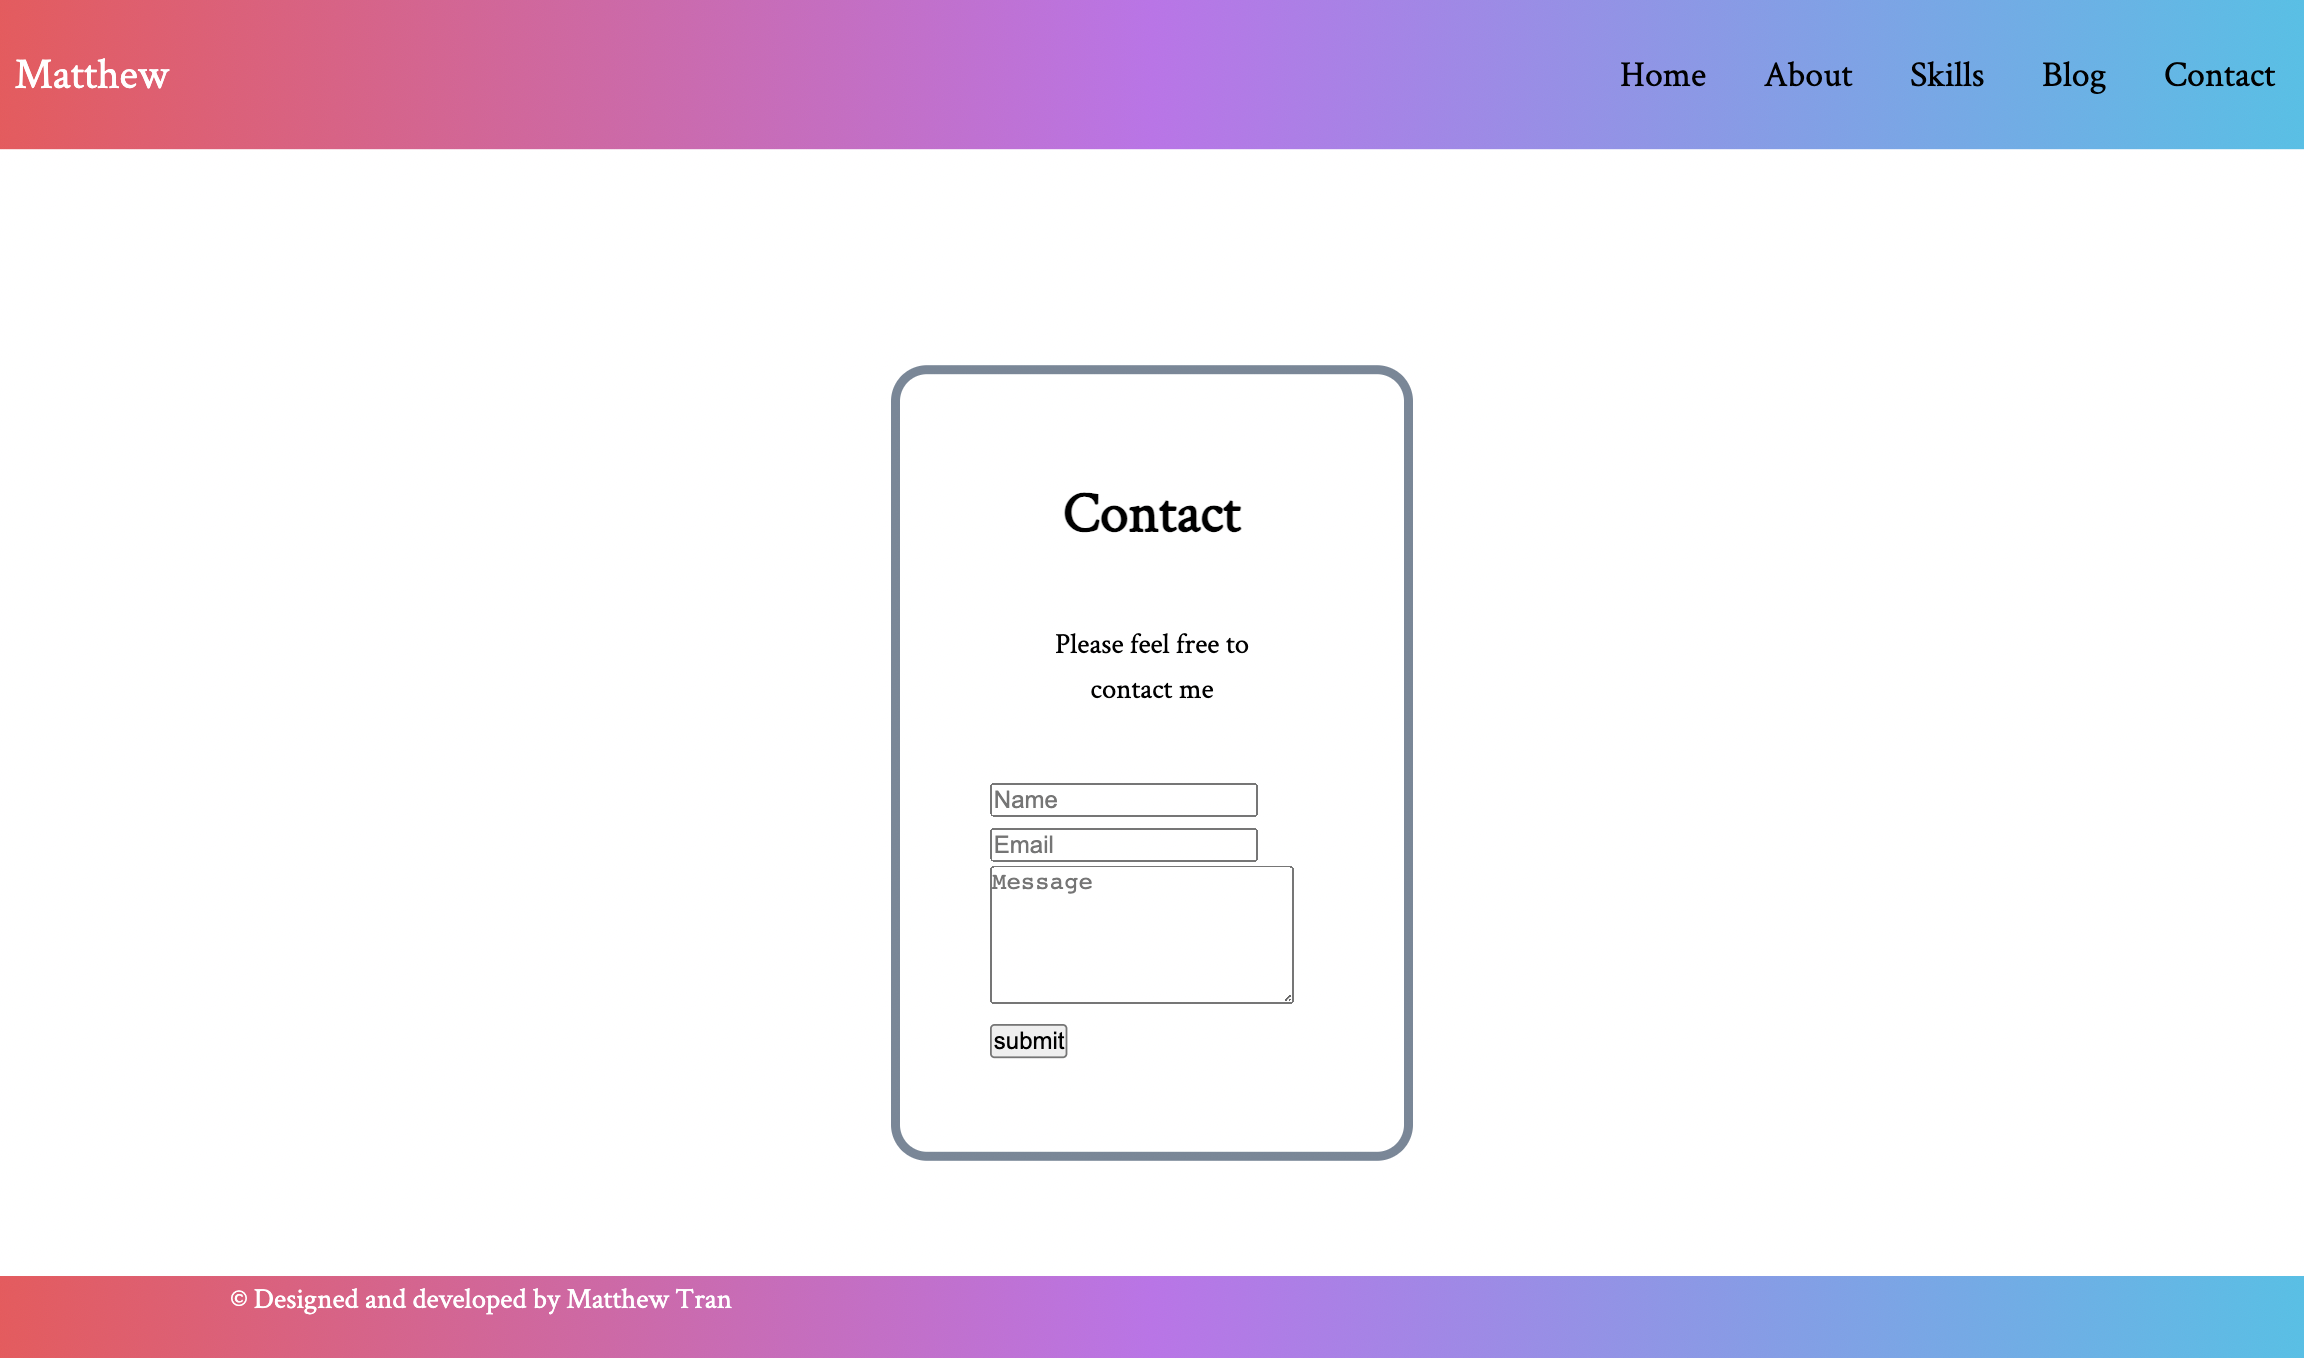 Matthew
Home About Skills Blog Contact
Contact
Please feel free to
contact me
Name
Email
Message
submit
© Designed and developed by Matthew Tran